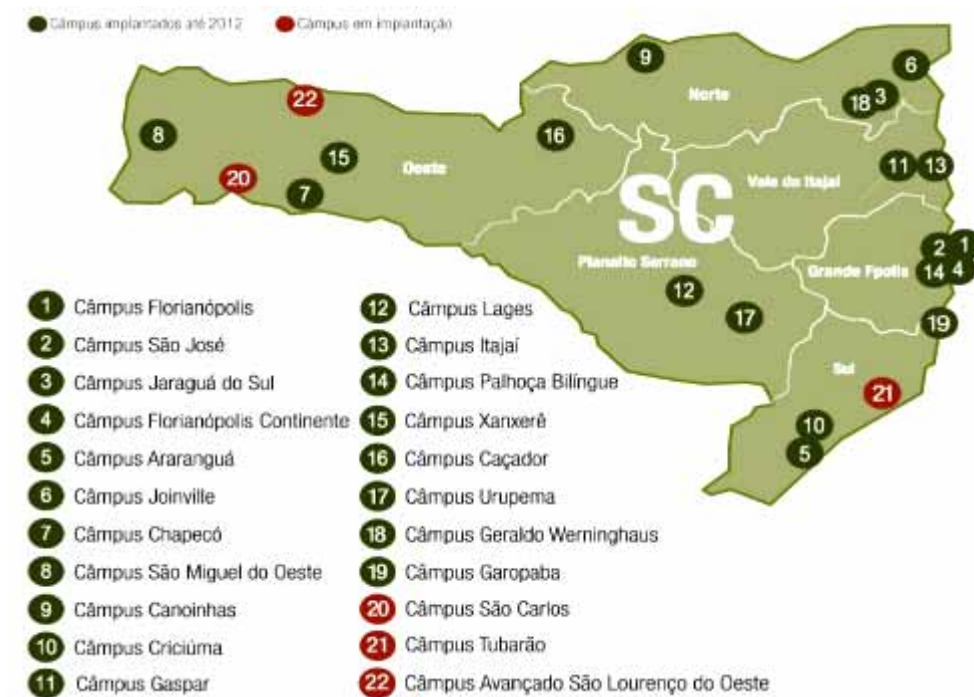 Câmpus implantados até 2012
Câmpus em implantação
9
6
Norte
22
18
3
8
16
15
Oeste
11
13
20
7
Vale do Itajaí
SC
2
1
Planalto Serrano
Grande Fpolis
14
4
12
17
19
Sul
21
10
5
1 Câmpus Florianópolis
2 Câmpus São José
3 Câmpus Jaraguá do Sul
4 Câmpus Florianópolis Continente
5 Câmpus Araranguá
6 Câmpus Joinville
7 Câmpus Chapecó
8 Câmpus São Miguel do Oeste
9 Câmpus Canoinhas
10 Câmpus Criciúma
11 Câmpus Gaspar
12 Câmpus Lages
13 Câmpus Itajaí
14 Câmpus Palhoça Bilíngue
15 Câmpus Xanxerê
16 Câmpus Caçador
17 Câmpus Urupema
18 Câmpus Geraldo Werninghaus
19 Câmpus Garopaba
20 Câmpus São Carlos
21 Câmpus Tubarão
22 Câmpus Avançado São Lourenço do Oeste